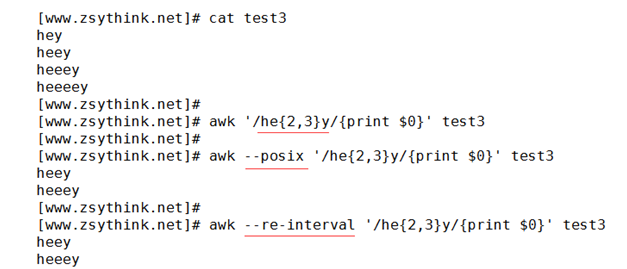 [www.zsythink.net]# cat test3
hey
heey
heeey
heeeey
[www.zsythink.net]#
[www.zsythink.net]# awk '/he{2,3}y/{print $0}' test3
[www.zsythink.net]#
[www.zsythink.net]# awk --posix '/he{2,3}y/{print $0}' test3
heey
heeey
[www.zsythink.net]#
[www.zsythink.net]# awk --re-interval '/he{2,3}y/{print $0}' test3
heey
heeey